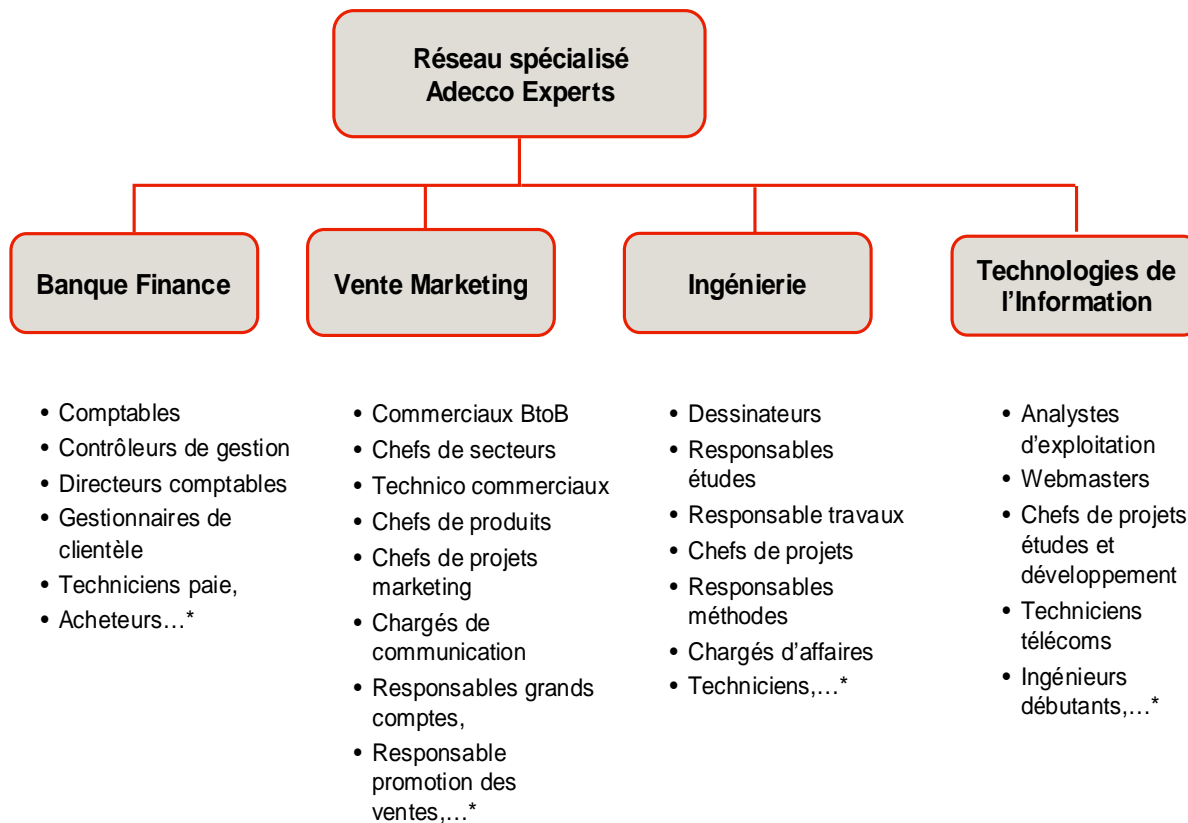 Réseau spécialisé
Adecco Experts
Banque Finance
Vente Marketing
Ingénierie
Technologies de
l'Information
• Comptables
• Contrôleurs de gestion
• Directeurs comptables
• Gestionnaires de
clientèle
• Techniciens paie,
• Acheteurs…*
• Commerciaux BtoB
• Chefs de secteurs
• Technico commerciaux
• Chefs de produits
• Chefs de projets
marketing
• Chargés de
communication
• Responsables grands
comptes,
• Responsable
promotion des
ventes,…*
• Dessinateurs
• Responsables
études
• Responsable travaux
• Chefs de projets
• Responsables
méthodes
• Chargés d'affaires
• Techniciens,…*
• Analystes
d'exploitation
• Webmasters
• Chefs de projets
études et
développement
• Techniciens
télécoms
• Ingénieurs
débutants,…*